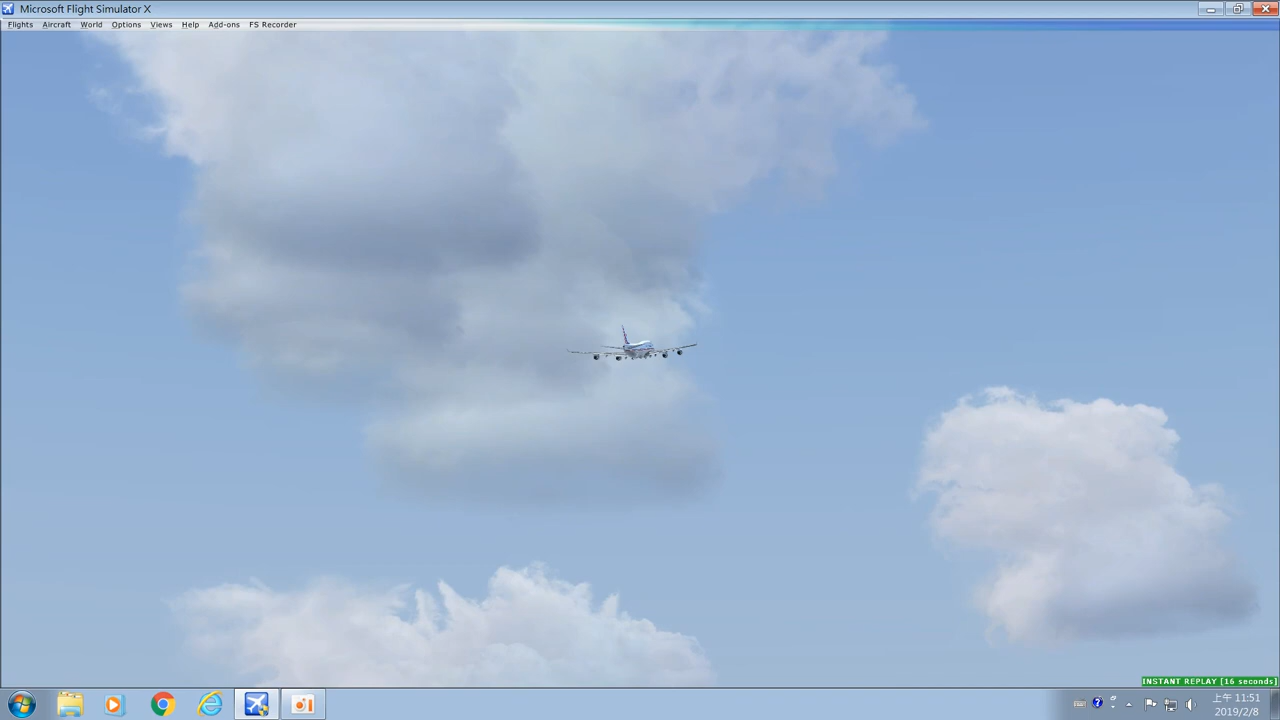 Microsoft Flight Simulator X
Flights Aircraft World Options Views Help Add-ons FS Recorder
INSTANT REPLAY [16 seconds]
上午 11:51
2019/2/8